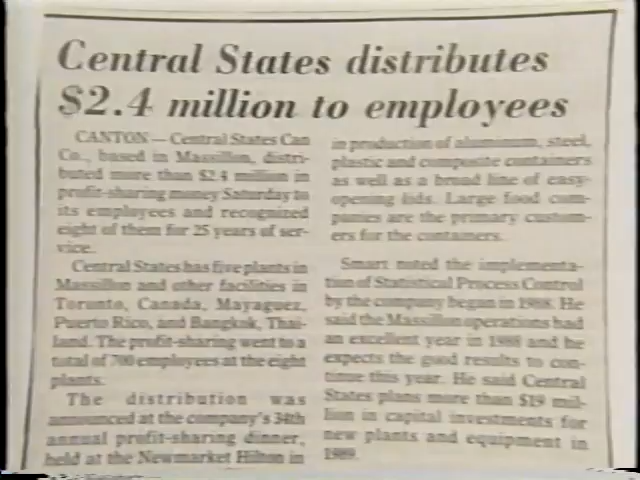 Central States distributes
$2.4 million to employees
CANTON — Central States Can
Co., based in Massillon, distri-
buted more than $2.4 million in
profit-sharing money Saturday to
its employees and recognized
eight of them for 25 years of ser-
vice.
Central States has five plants in
Massillon and other facilities in
Toronto, Canada, Mayaguez,
Puerto Rico, and Bangkok, Thai-
land. The profit-sharing went to a
total of 700 employees at the eight
plants.
The distribution was
announced at the company's 34th
annual profit-sharing dinner,
held at the Newmarket Hilton in
in production of aluminum, steel,
plastic and composite containers
as well as a broad line of easy-
opening lids. Large food com-
panies are the primary custom-
ers for the containers.
Smart noted the implementa-
tion of Statistical Process Control
by the company began in 1988. He
said the Massillon operations had
an excellent year in 1988 and he
expects the good results to con-
tinue this year. He said Central
States plans more than $19 mil-
lion in capital investments for
new plants and equipment in
1989.